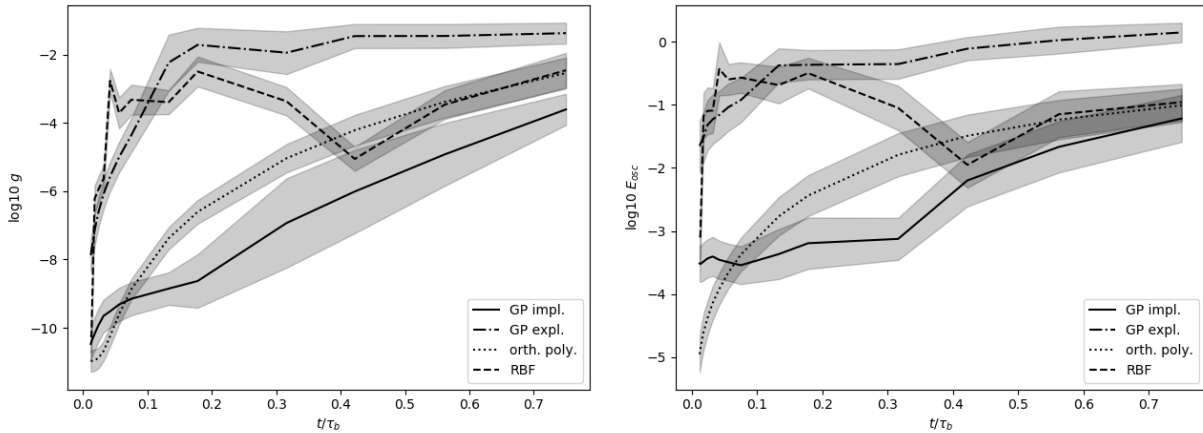 −2
−4
−6
−8
−10
log10 g
0.0 0.1 0.2 0.3 0.4 0.5 0.6 0.7
t/τb
GP impl.
GP expl.
orth. poly.
RBF
0
−1
−2
−3
−4
−5
log10 Eosc
0.0 0.1 0.2 0.3 0.4 0.5 0.6 0.7
t/τb
GP impl.
GP expl.
orth. poly.
RBF